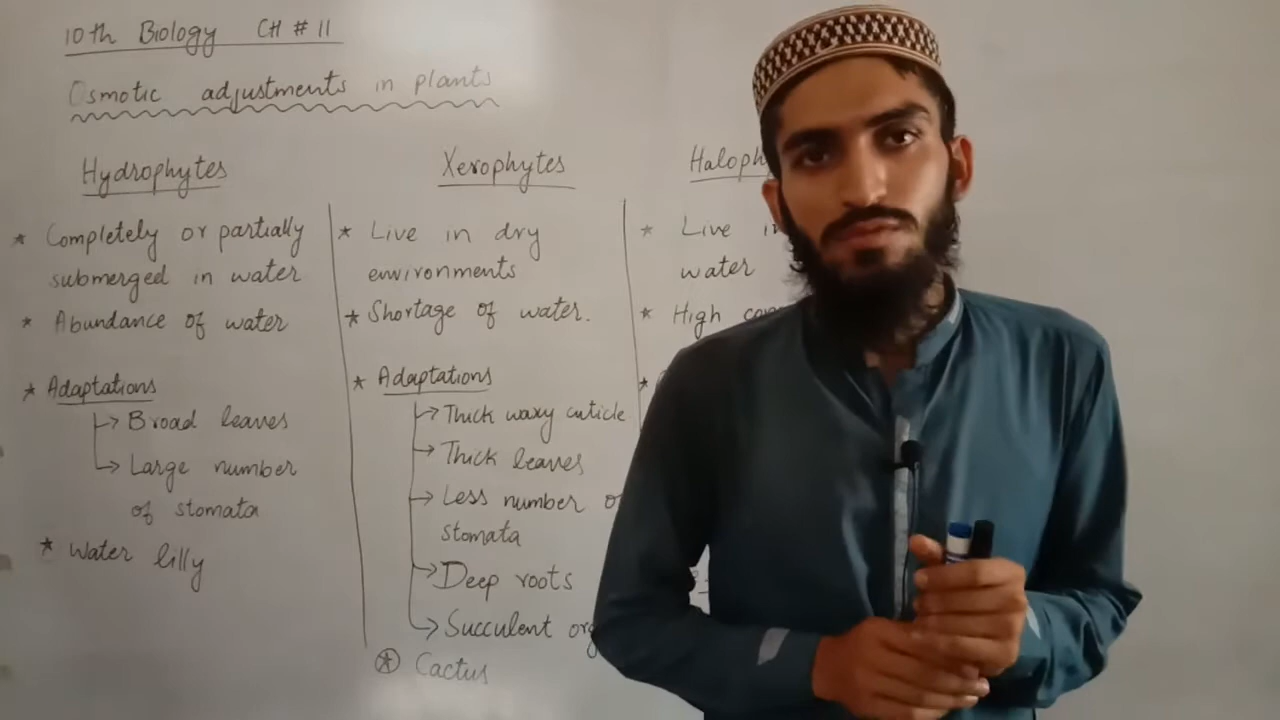 10th Biology CH # 11
Osmotic adjustments in plants
Hydrophytes
* Completely or partially
submerged in water
* Abundance of water
* Adaptations
→ Broad leaves
→ Large number
of stomata
* Water lilly
Xerophytes
* Live in dry
environments
* Shortage of water.
* Adaptations
→ Thick waxy cuticle
→ Thick leaves
→ Less number
stomata
→ Deep roots
→ Succulent
* Cactus
Haloph
* Live
water
* High
*